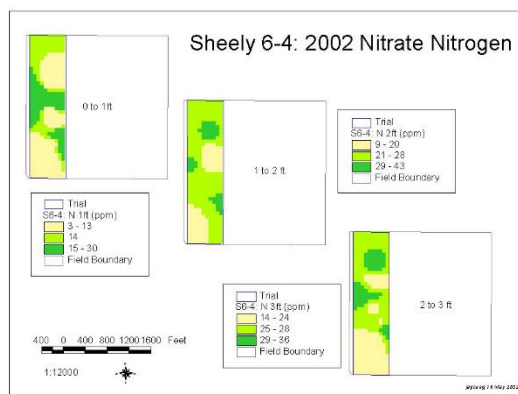 Sheely 6-4: 2002 Nitrate Nitrogen
0 to 1ft
Trial
S6-4: N 1ft (ppm)
3 - 13
14
15 - 30
Field Boundary
1 to 2 ft
Trial
S6-4: N 2ft (ppm)
9 - 20
21 - 28
29 - 43
Field Boundary
2 to 3 ft
Trial
S6-4: N 3ft (ppm)
14 - 24
25 - 28
29 - 36
Field Boundary
400 0 400 800 1200 1600 Feet
1:12000
May 2002